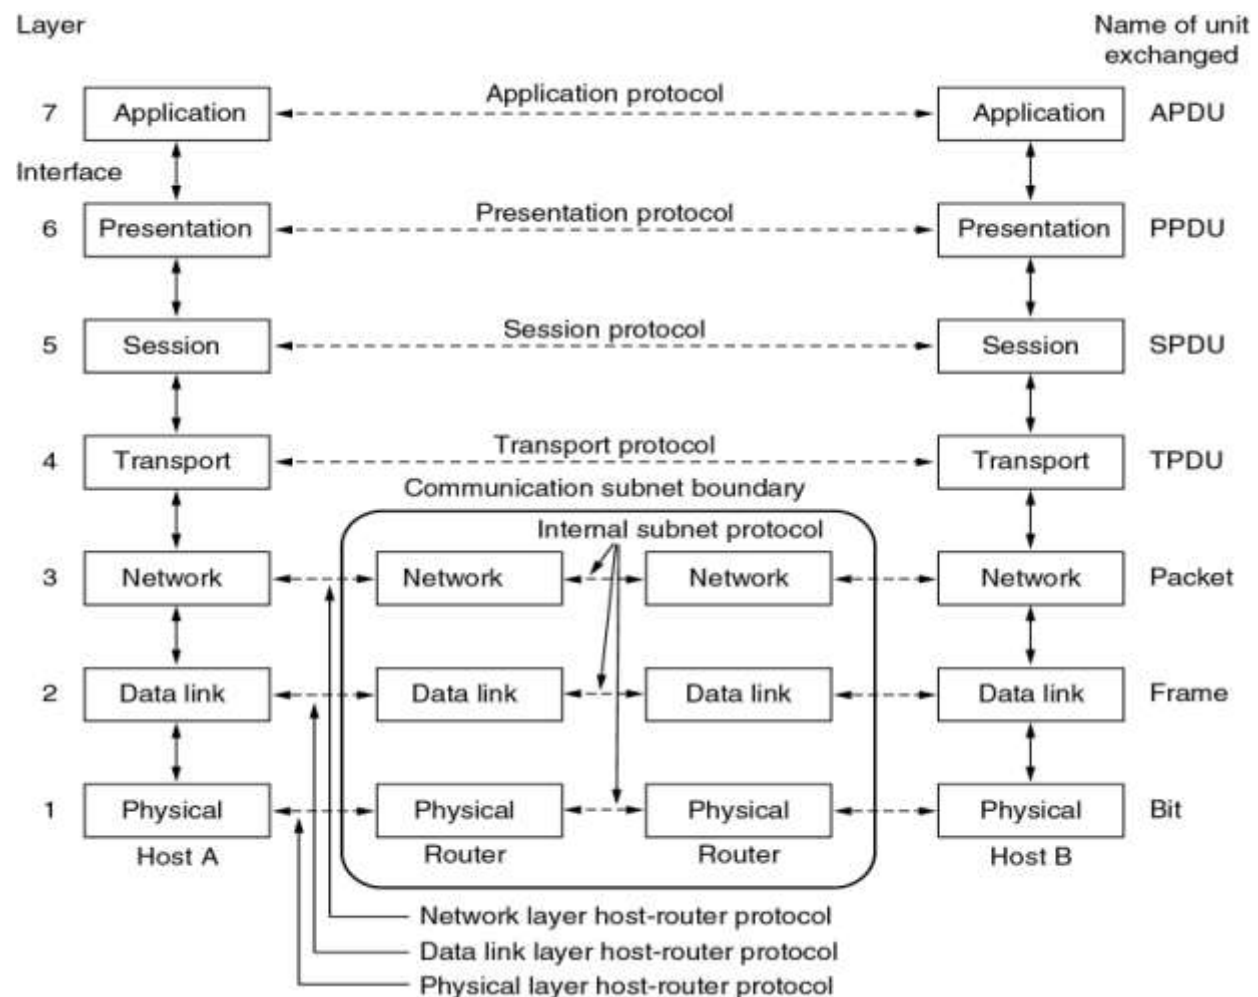 Layer
Name of unit
exchanged
7
Application
Application protocol
Application
APDU
Interface
6
Presentation
Presentation protocol
Presentation
PPDU
5
Session
Session protocol
Session
SPDU
4
Transport
Transport protocol
Transport
TPDU
Communication subnet boundary
Internal subnet protocol
3
Network
Network
Network
Network
Packet
2
Data link
Data link
Data link
Data link
Frame
1
Physical
Physical
Physical
Physical
Bit
Host A
Router
Router
Host B
Network layer host-router protocol
Data link layer host-router protocol
Physical layer host-router protocol